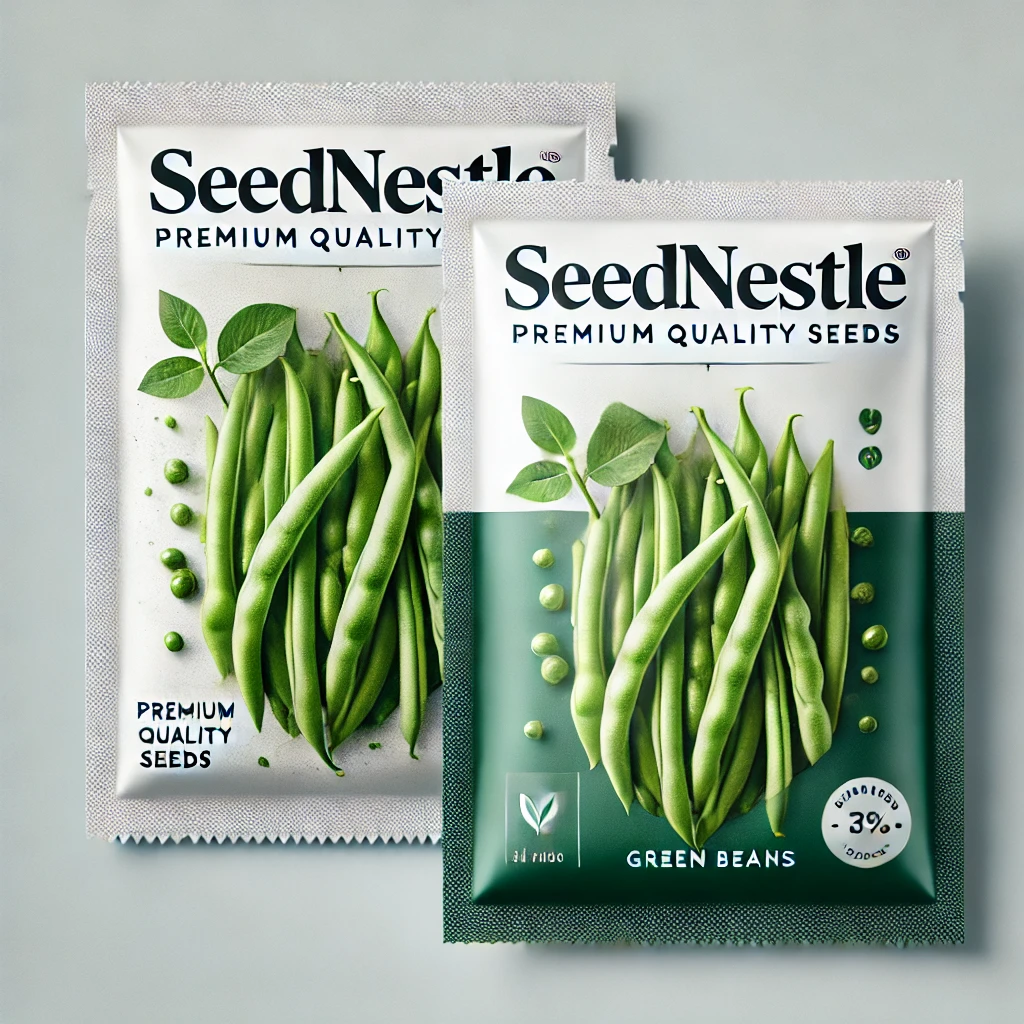 SeedNestle
PREMIUM QUALITY
PREMIUM
QUALITY
SEEDS
SeedNestle
PREMIUM QUALITY SEEDS
GREEN BEANS
3%